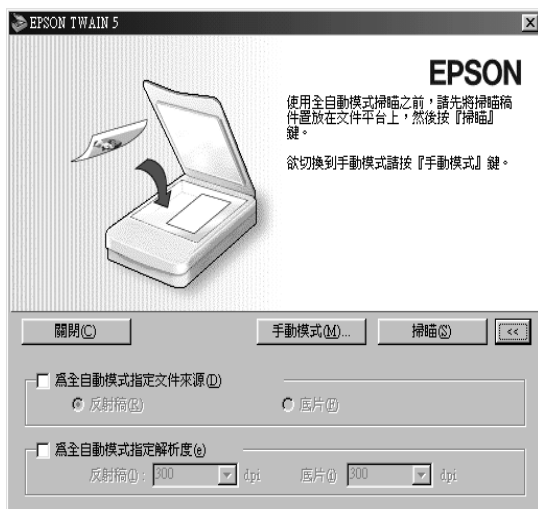 EPSON TWAIN 5
EPSON
使用全自動模式掃瞄之前，請先將掃瞄稿
件置放在文件平台上，然後按『掃瞄』
鍵。
欲切換到手動模式請按『手動模式』鍵。
關閉(C) 手動模式(M)... 掃瞄(S) <<
為全自動模式指定文件來源(D)
反射稿(R) 底片(F)
為全自動模式指定解析度(e)
反射稿(l)： 300 dpi 底片(i) 300 dpi